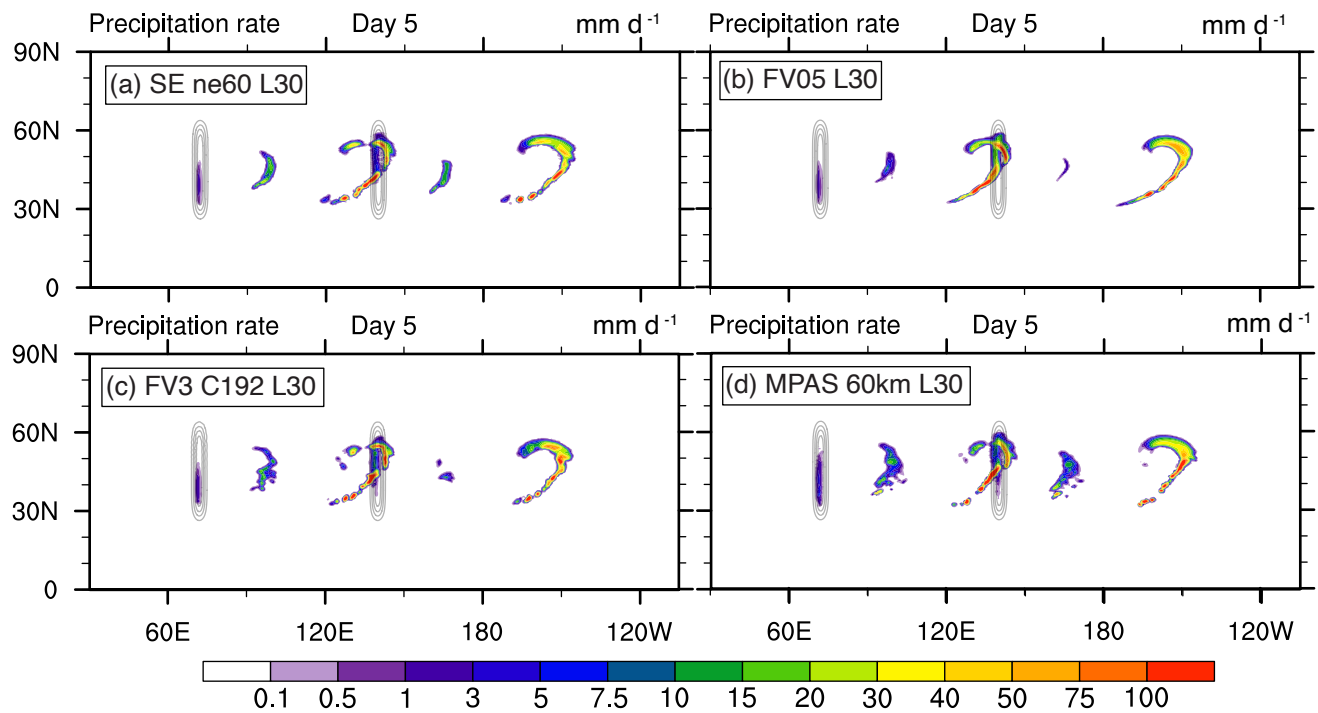 Precipitation rate Day 5 mm d⁻¹ Precipitation rate Day 5 mm d⁻¹
90N
(a) SE ne60 L30 (b) FV05 L30
60N
30N
0
Precipitation rate Day 5 mm d⁻¹ Precipitation rate Day 5 mm d⁻¹
90N
(c) FV3 C192 L30 (d) MPAS 60km L30
60N
30N
0
60E 120E 180 120W 60E 120E 180 120W
0.1 0.5 1 3 5 7.5 10 15 20 30 40 50 75 100